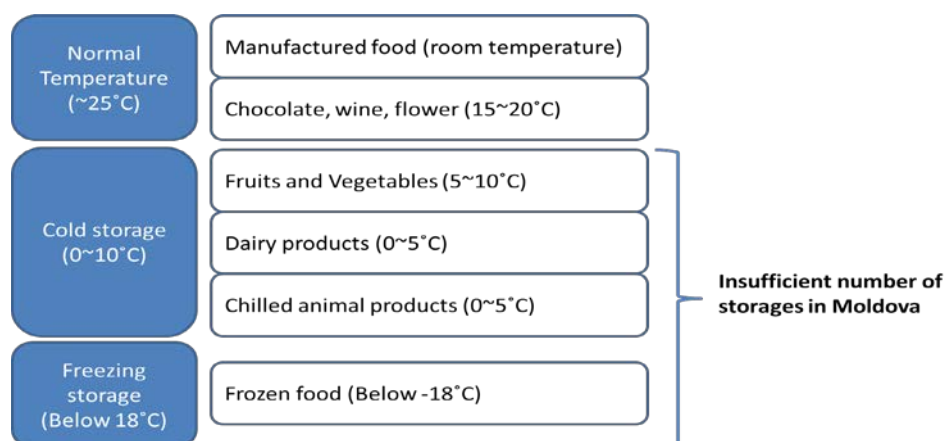 Normal
Temperature
(~25˚C)
Manufactured food (room temperature)
Chocolate, wine, flower (15~20˚C)
Cold storage
(0~10˚C)
Fruits and Vegetables (5~10˚C)
Dairy products (0~5˚C)
Chilled animal products (0~5˚C)
Insufficient number of
storages in Moldova
Freezing
storage
(Below 18˚C)
Frozen food (Below -18˚C)